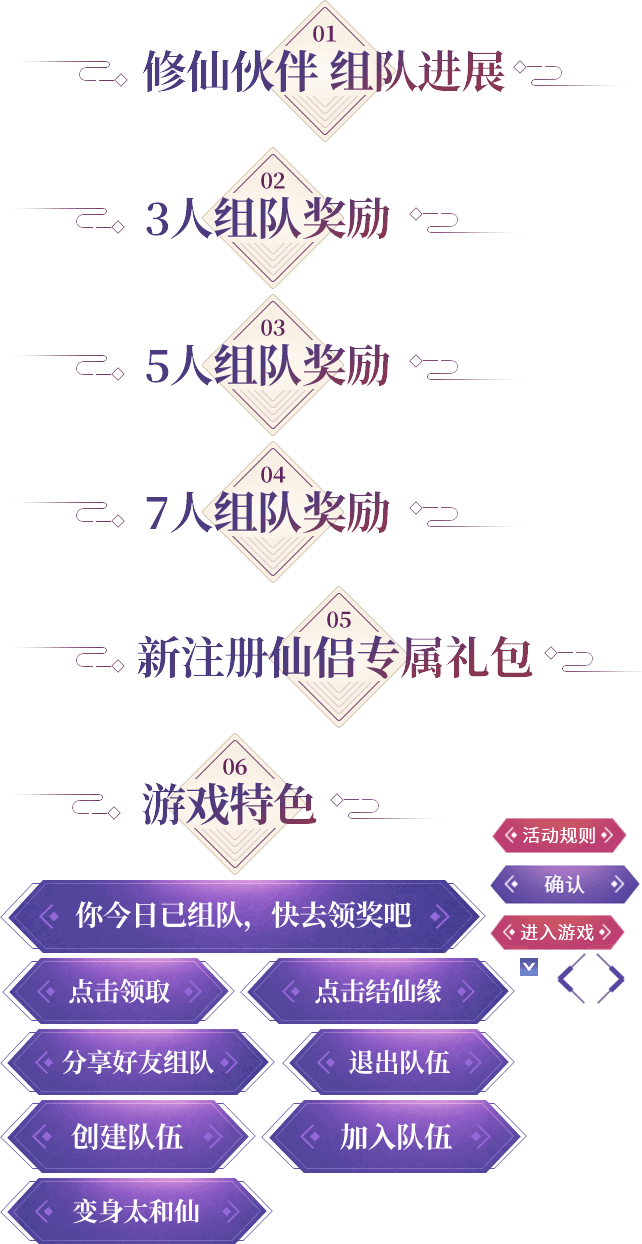 01
修仙伙伴 组队进展
02
3人组队奖励
03
5人组队奖励
04
7人组队奖励
05
新注册仙侣专属礼包
06
游戏特色
活动规则
确认
进入游戏
你今日已组队，快去领奖吧
点击领取
点击结仙缘
分享好友组队
退出队伍
创建队伍
加入队伍
变身太和仙